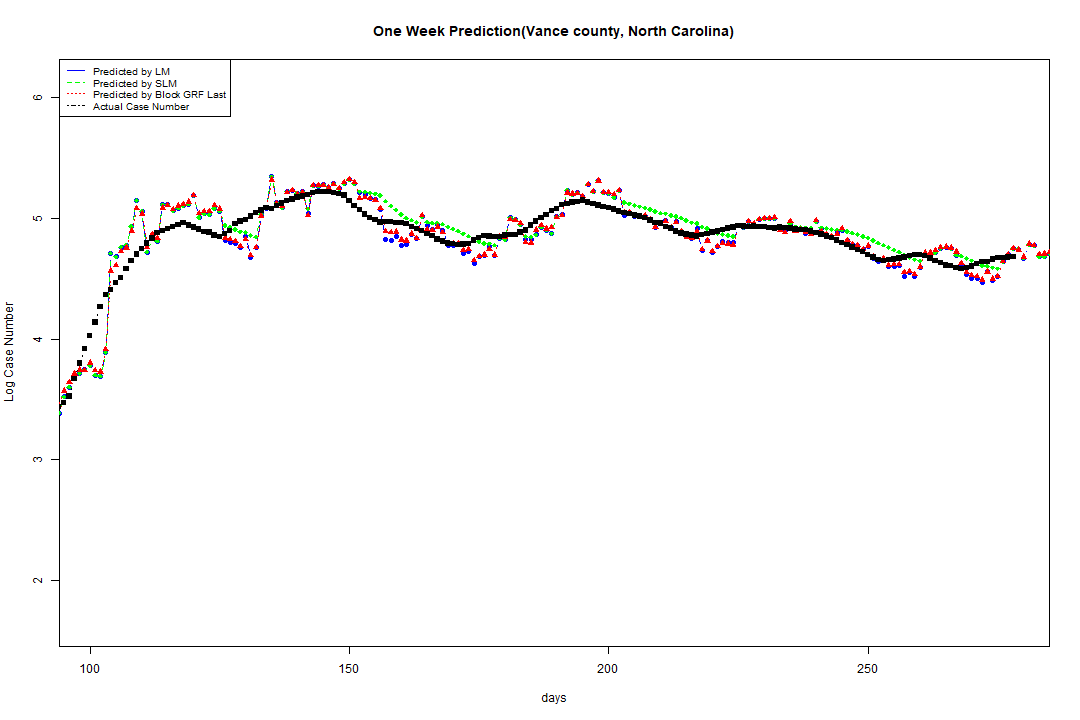 One Week Prediction(Vance county, North Carolina)
Predicted by LM
Predicted by SLM
Predicted by Block GRF Last
Actual Case Number
6
5
4
3
2
Log Case Number
100 150 200 250
days